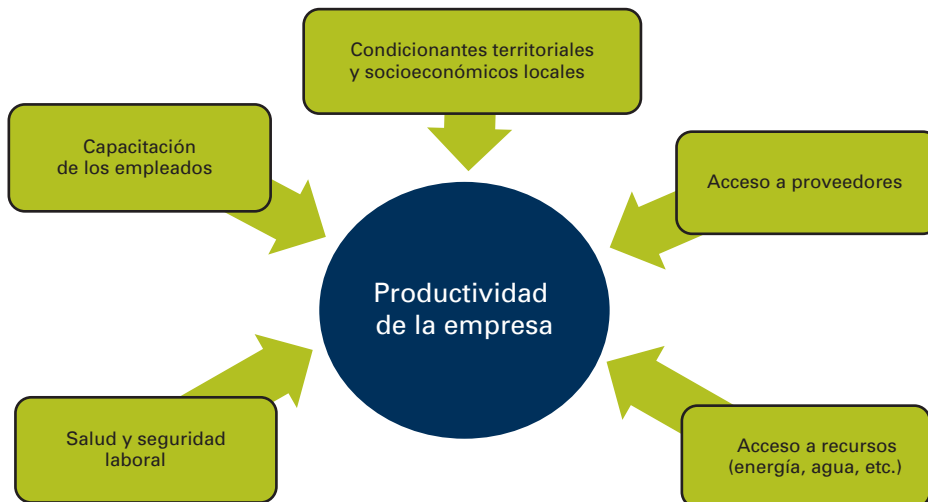 Condicionantes territoriales
y socioeconómicos locales
Capacitación
de los empleados
Acceso a proveedores
Productividad
de la empresa
Salud y seguridad
laboral
Acceso a recursos
(energía, agua, etc.)